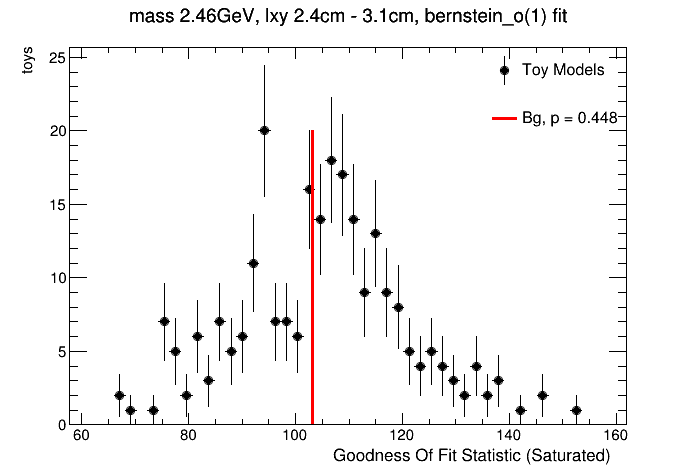 mass 2.46GeV, lxy 2.4cm - 3.1cm, bernstein_o(1) fit
toys
25
20
15
10
5
0
Toy Models
Bg, p = 0.448
60 80 100 120 140 160
Goodness Of Fit Statistic (Saturated)